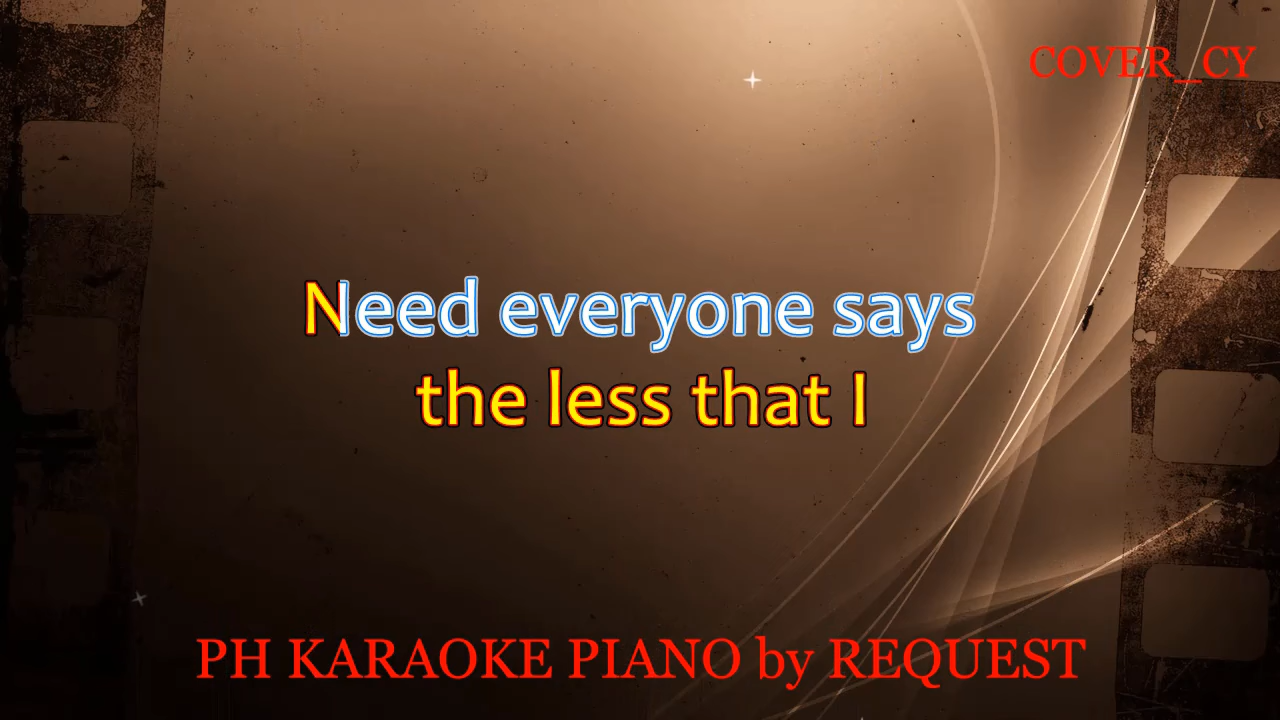 COVER_CY
Need everyone says
the less that I
PH KARAOKE PIANO by REQUEST